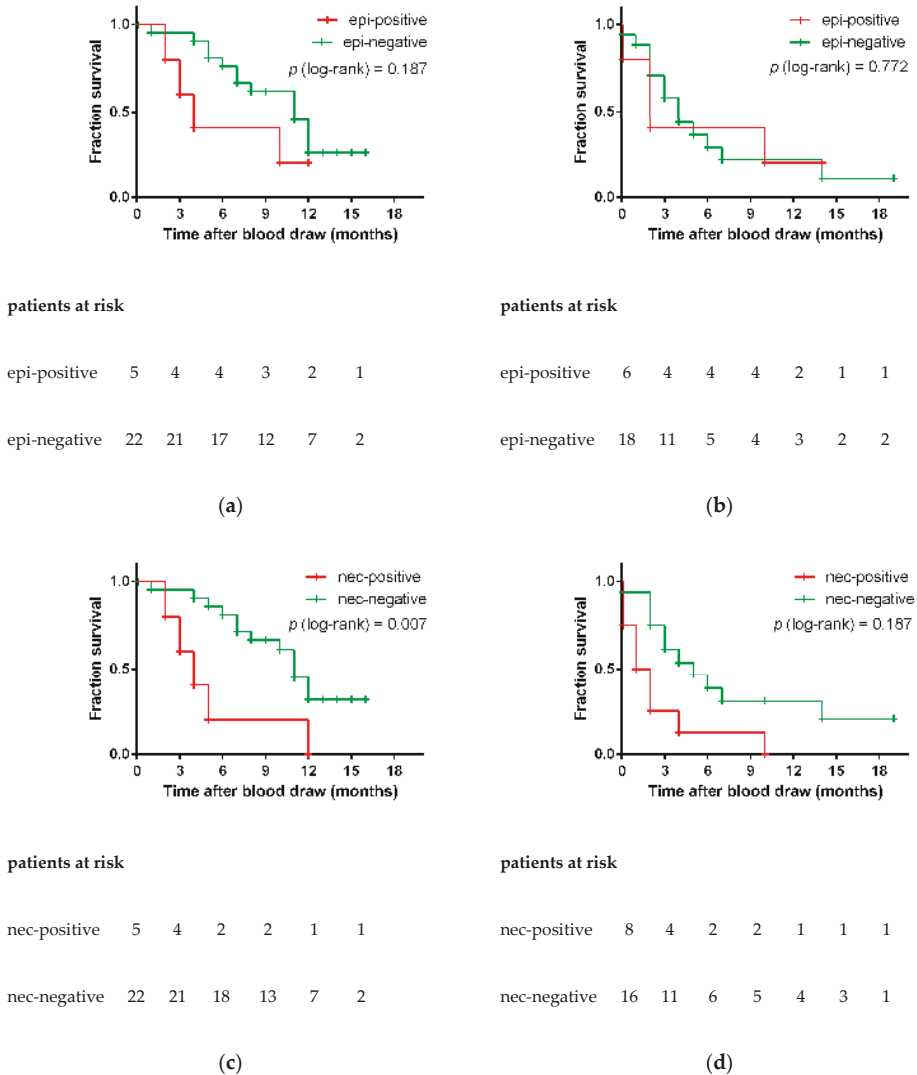 1.0
0.5
0.0
Fraction survival
epi-positive
epi-negative
p (log-rank) = 0.187
0 3 6 9 12 15 18
Time after blood draw (months)
patients at risk
epi-positive 5 4 4 3 2 1
epi-negative 22 21 17 12 7 2
(a)
1.0
0.5
0.0
Fraction survival
epi-positive
epi-negative
p (log-rank) = 0.772
0 3 6 9 12 15 18
Time after blood draw (months)
patients at risk
epi-positive 6 4 4 4 2 1 1
epi-negative 18 11 5 4 3 2 2
(b)
1.0
0.5
0.0
Fraction survival
nec-positive
nec-negative
p (log-rank) = 0.007
0 3 6 9 12 15 18
Time after blood draw (months)
patients at risk
nec-positive 5 4 2 2 1 1
nec-negative 22 21 18 13 7 2
(c)
1.0
0.5
0.0
Fraction survival
nec-positive
nec-negative
p (log-rank) = 0.187
0 3 6 9 12 15 18
Time after blood draw (months)
patients at risk
nec-positive 8 4 2 2 1 1 1
nec-negative 16 11 6 5 4 3 1
(d)